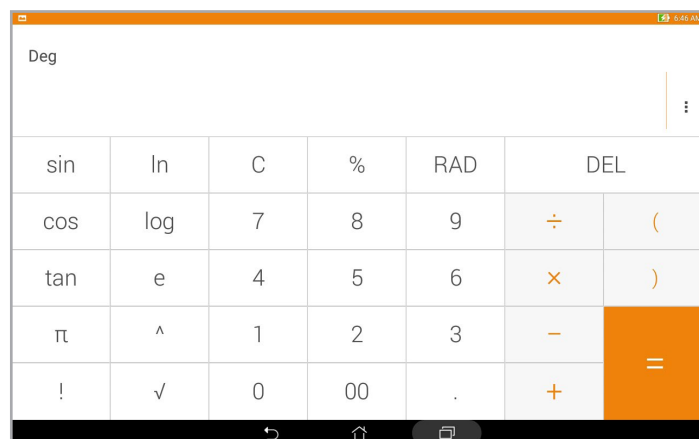 6:46 AM
Deg
sin ln C % RAD DEL
cos log 7 8 9 ÷ (
tan e 4 5 6 × )
π ^ 1 2 3 − =
! √ 0 00 . +